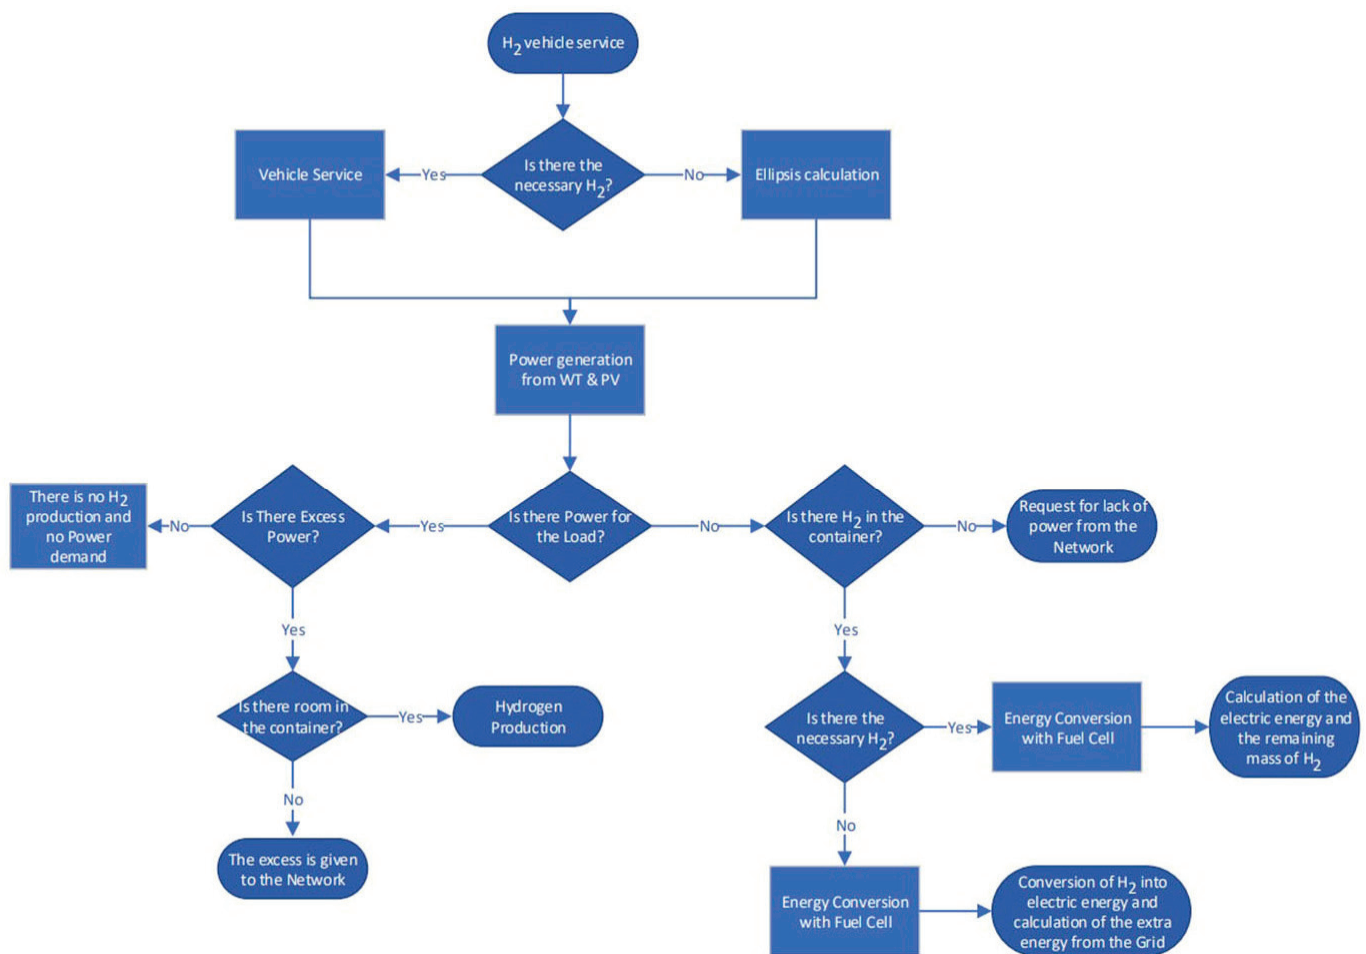 H2 vehicle service
Is there the
necessary H2?
Yes
No
Vehicle Service
Ellipsis calculation
Power generation
from WT & PV
There is no H2
production and
no Power
demand
No
Is There Excess
Power?
Yes
Is there Power for
the Load?
No
Is there H2 in the
container?
No
Request for lack of
power from the
Network
Yes
Yes
Is there room in
the container?
Yes
Hydrogen
Production
Is there the
necessary H2?
Yes
Energy Conversion
with Fuel Cell
Calculation of the
electric energy and
the remaining
mass of H2
No
No
The excess is given
to the Network
Energy Conversion
with Fuel Cell
Conversion of H2 into
electric energy and
calculation of the extra
energy from the Grid